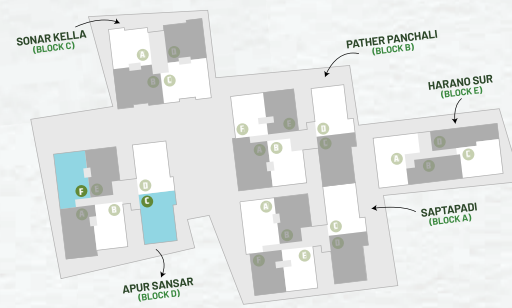 SONAR KELLA
(BLOCK C)
A
D
B
C
PATHER PANCHALI
(BLOCK B)
F
E
D
A
B
C
HARANO SUR
(BLOCK E)
D
A
C
B
F
E
D
C
A
B
A
B
C
D
F
E
SAPTAPADI
(BLOCK A)
APUR SANSAR
(BLOCK D)